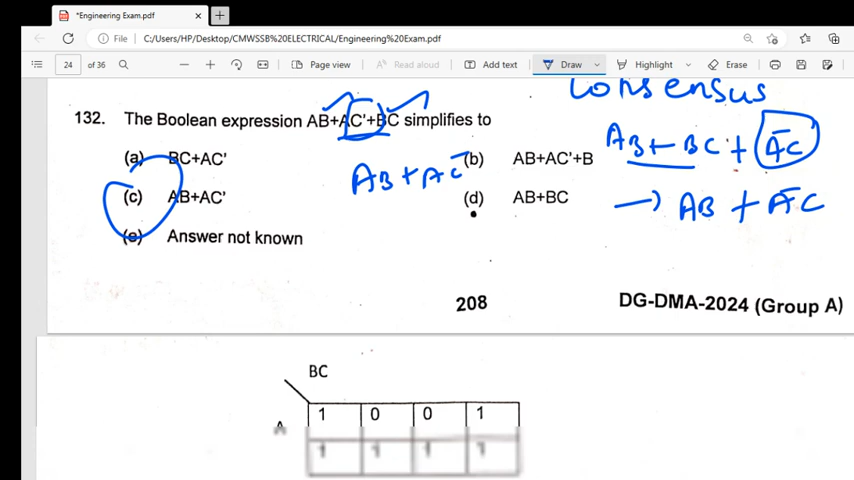 *Engineering Exam.pdf
File C:/Users/HP/Desktop/CMWSSB%20ELECTRICAL/Engineering%20Exam.pdf
24 of 36 Page view Read aloud Add text Draw Highlight Erase
Consensus
132. The Boolean expression AB+AC'+BC simplifies to
AB+BC+A̅C
(a) BC+AC'
(b) AB+AC'+B
AB+AC̅
(c) AB+AC'
(d) AB+BC
→ AB+A̅C
(e) Answer not known
208 DG-DMA-2024 (Group A)
BC
1 0 0 1
A
1 1 1 1